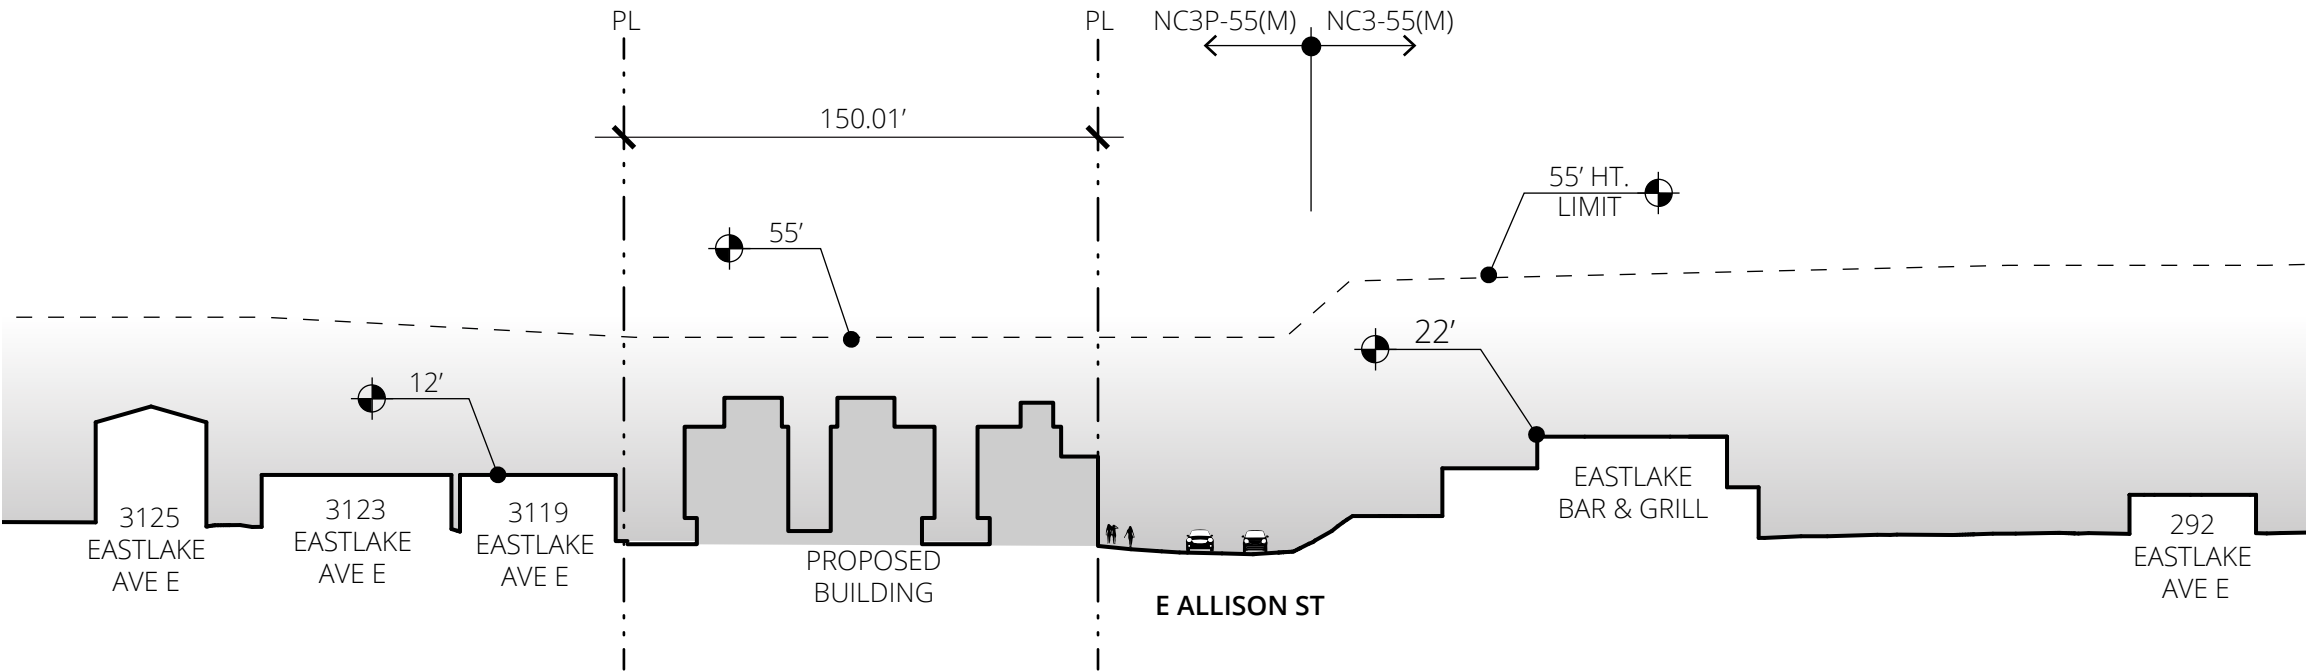 PL
PL
NC3P-55(M)
NC3-55(M)
150.01’
55’ HT.
LIMIT
55’
22’
12’
3125
EASTLAKE
AVE E
3123
EASTLAKE
AVE E
3119
EASTLAKE
AVE E
PROPOSED
BUILDING
E ALLISON ST
EASTLAKE
BAR & GRILL
292
EASTLAKE
AVE E